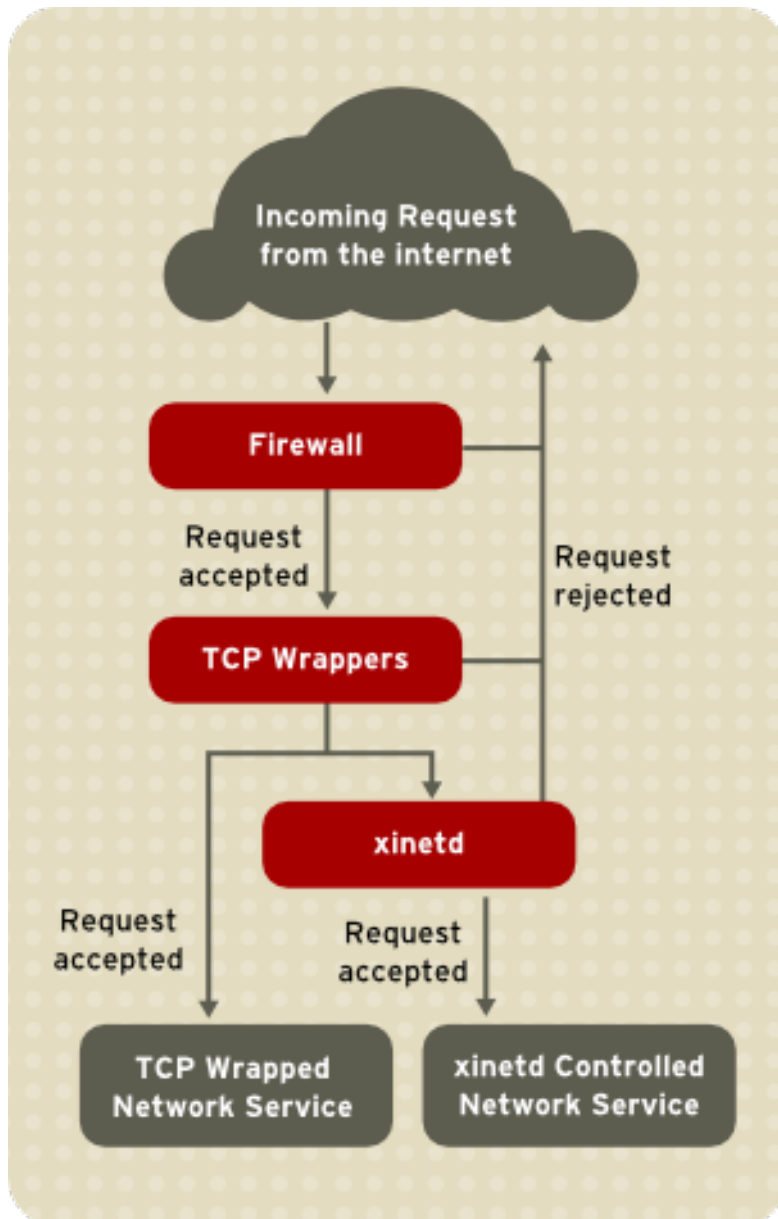 Incoming Request
from the internet
Firewall
Request
accepted
Request
rejected
TCP Wrappers
xinetd
Request
accepted
Request
accepted
TCP Wrapped
Network Service
xinetd Controlled
Network Service